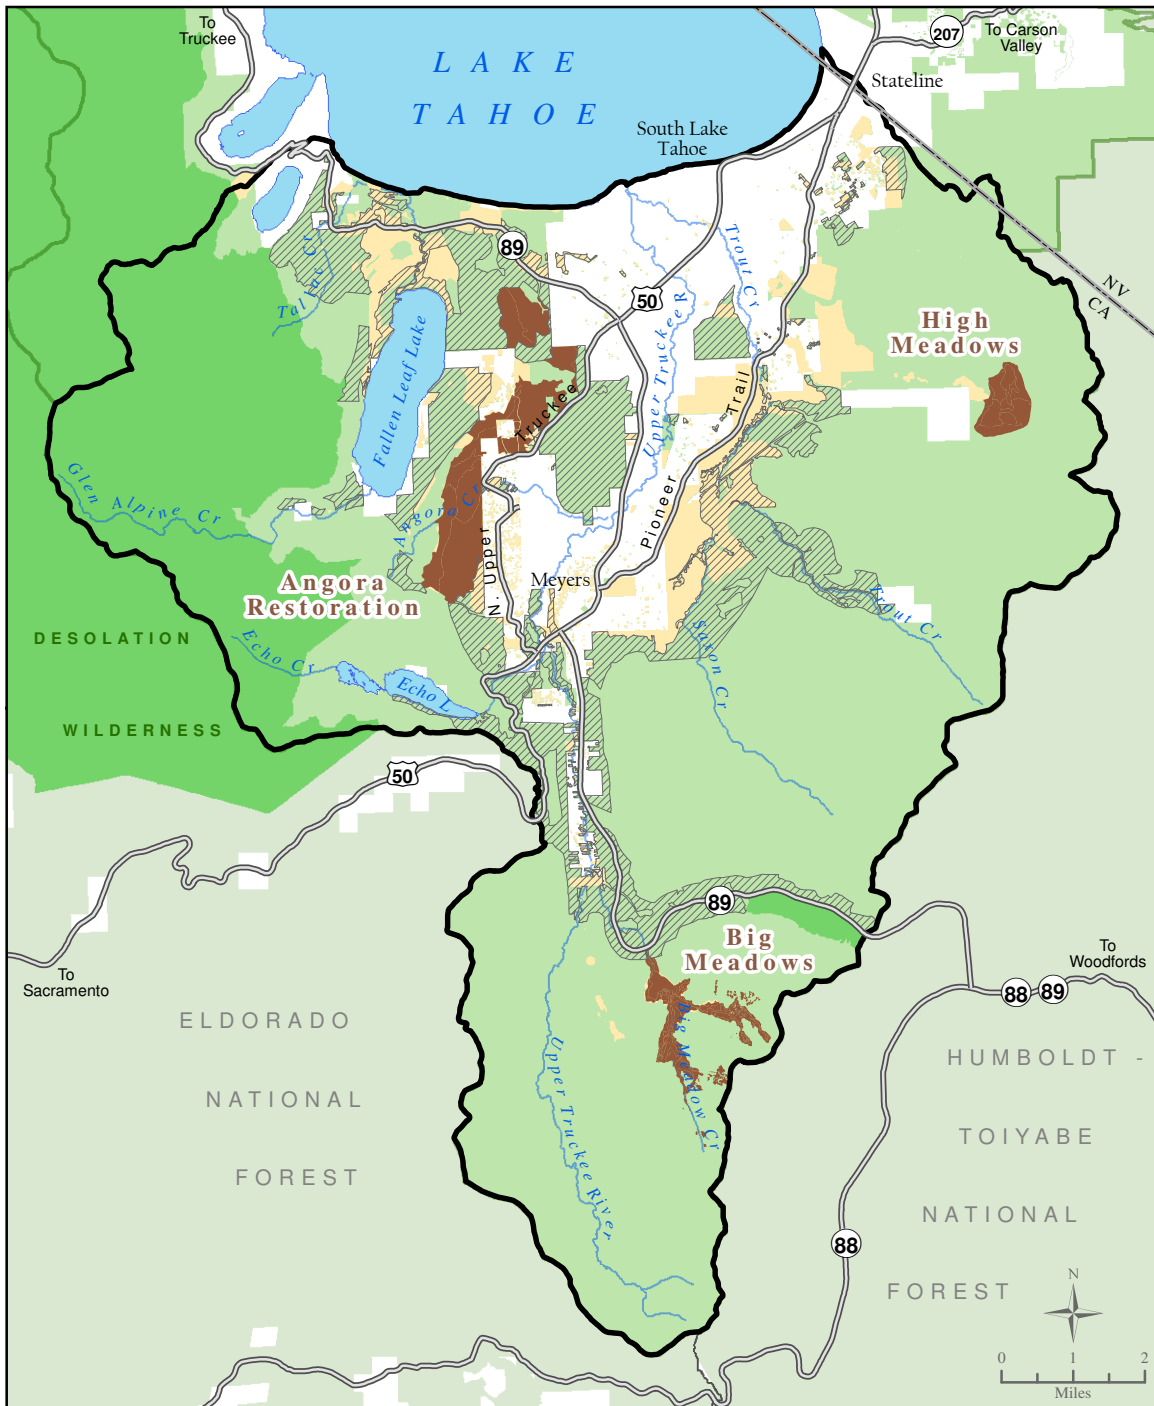 To
Truckee
LAKE
TAHOE
207
To Carson
Valley
Stateline
South Lake
Tahoe
89
50
Tallac Cr
Trout Cr
Upper Truckee R
NV
CA
High
Meadows
Fallen Leaf Lake
Truckee
Trail
Pioneer
Glen Alpine Cr
Angora Cr
N. Upper
Meyers
Angora
Restoration
Trout Cr
Saxon Cr
DESOLATION
WILDERNESS
Echo Cr
Echo L
50
89
Big
Meadows
To
Sacramento
To
Woodfords
88
89
Big Meadow Cr
Upper Truckee River
ELDORADO
NATIONAL
FOREST
HUMBOLDT -
TOIYABE
NATIONAL
FOREST
88
N
0 1 2
Miles